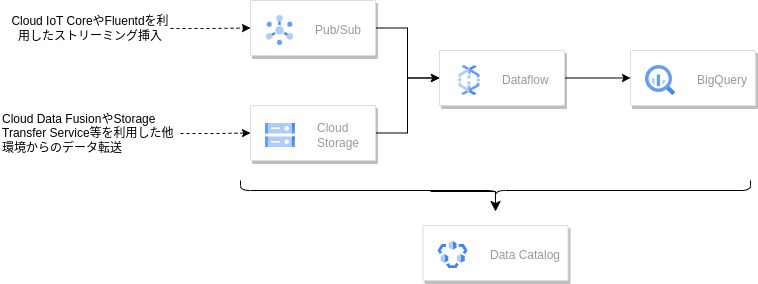 Cloud IoT CoreやFluentdを利
用したストリーミング挿入
Pub/Sub
Dataflow
BigQuery
Cloud Data FusionやStorage
Transfer Service等を利用した他
環境からのデータ転送
Cloud
Storage
Data Catalog